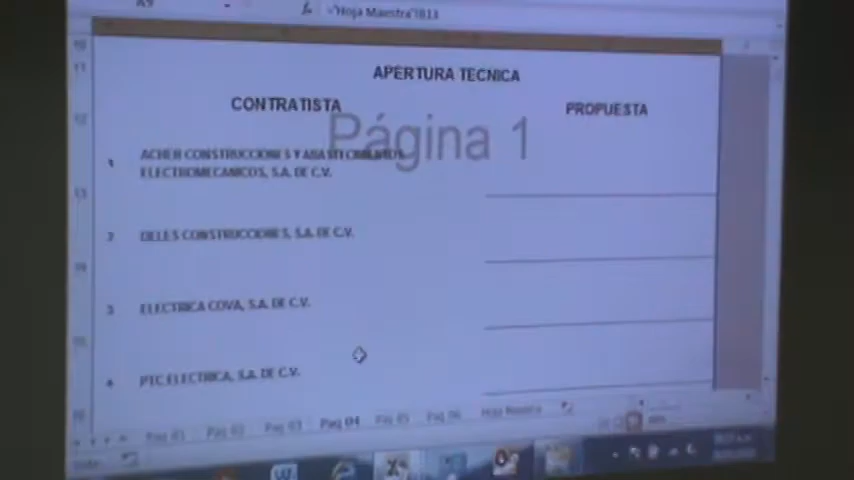 ='Hoja Maestra'!B13
APERTURA TECNICA
CONTRATISTA
PROPUESTA
Página 1
1 ACHER CONSTRUCCIONES Y ABASTECIMIENTOS
ELECTROMECANICOS, S.A. DE C.V.
2 DELES CONSTRUCCIONES, S.A. DE C.V.
3 ELECTRICA COVA, S.A. DE C.V.
4 PTC ELECTRICA, S.A. DE C.V.
Pag 01 Pag 02 Pag 03 Pag 04 Pag 05 Pag 06 Hoja Maestra